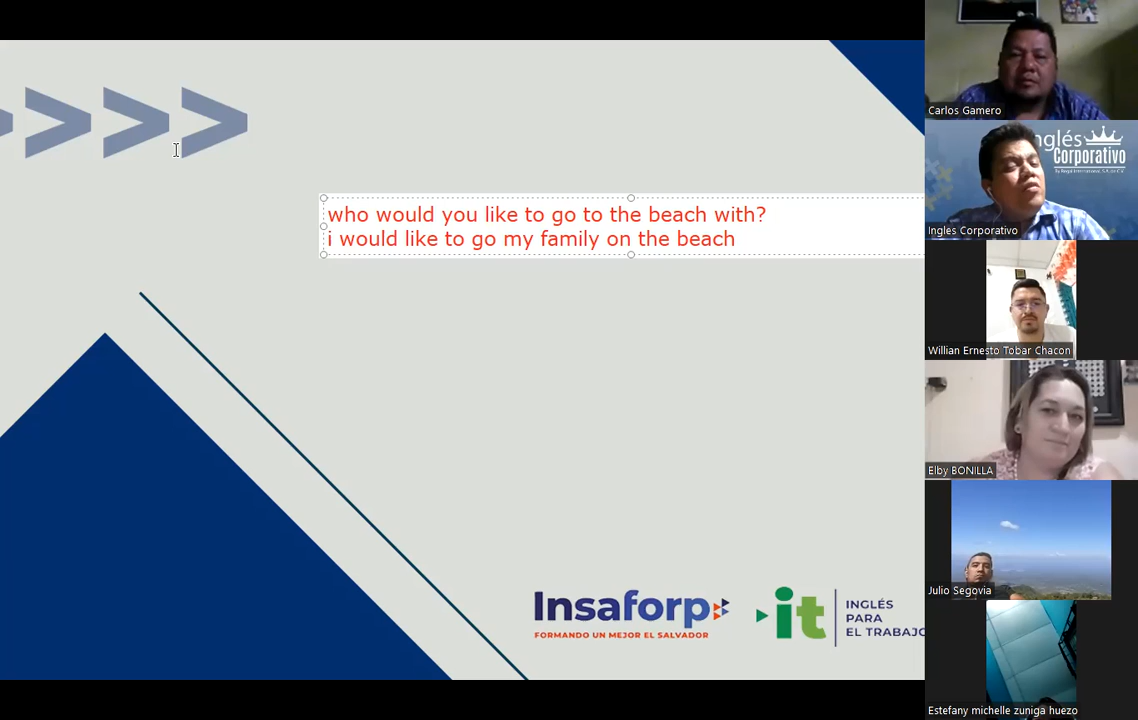 who would you like to go to the beach with?
i would like to go my family on the beach
Insaforp
FORMANDO UN MEJOR EL SALVADOR
it
INGLÉS
PARA
EL TRABAJO
Carlos Gamero
nglés
Corporativo
Ingles Corporativo
Willian Ernesto Tobar Chacon
Elby BONILLA
Julio Segovia
Estefany michelle zuniga huezo